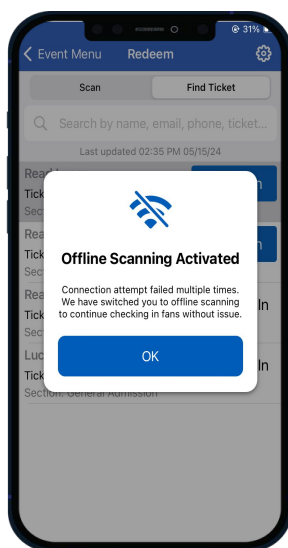 31%
Event Menu Redeem
Scan Find Ticket
Search by name, email, phone, ticket...
Last updated 02:35 PM 05/15/24
Offline Scanning Activated
Connection attempt failed multiple times.
We have switched you to offline scanning
to continue checking in fans without issue.
OK
In
In
Section: General Admission